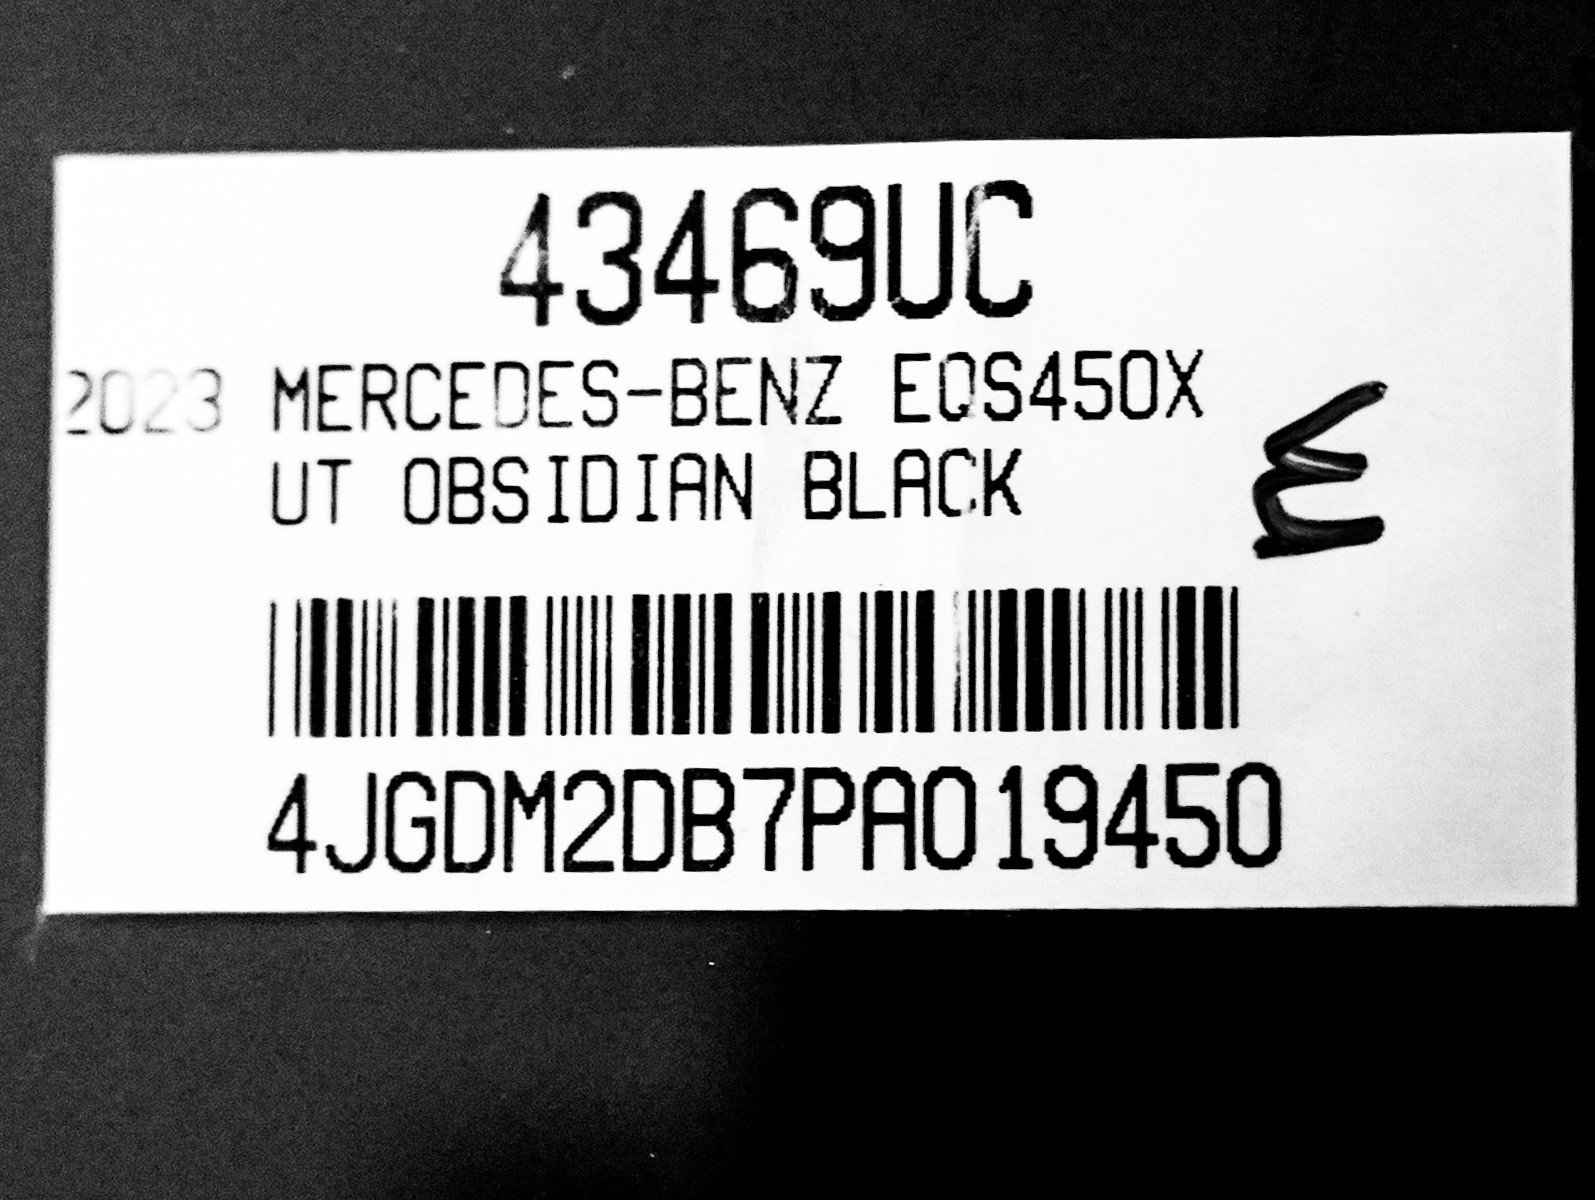 43469UC
2023 MERCEDES-BENZ EQS450X
UT OBSIDIAN BLACK
4JGDM2DB7PA019450